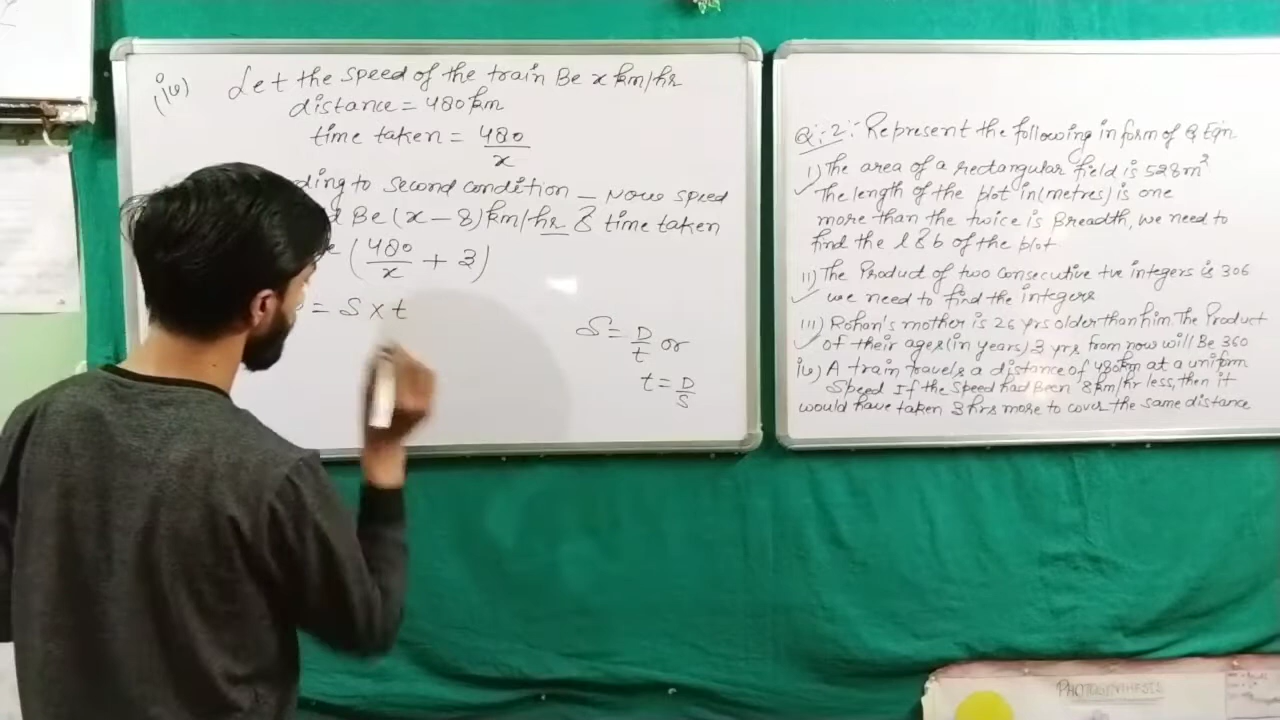 (iv) Let the speed of the train Be x km/hr
distance = 480 km
time taken = 480/x
ding to second condition _ Now speed
Be (x - 8) km/hr & time taken
(480/x + 3)
= S x t
S = D/t or
t = D/S
Q:-2:- Represent the following in form of Q Eqn
i) The area of a rectangular field is 528 m²
The length of the plot in (metres) is one
more than the twice is Breadth, we need to
find the l & b of the plot
ii) The Product of two consecutive +ve integers is 306
we need to find the integers
iii) Rohan's mother is 26 yrs older than him. The Product
of their ages (in years) 3 yrs from now will Be 360
iv) A train travels a distance of 480km at a uniform
Speed If the Speed had Been 8 km/hr less, then it
would have taken 3 hrs more to cover the same distance
PHOTOSYNTHESIS